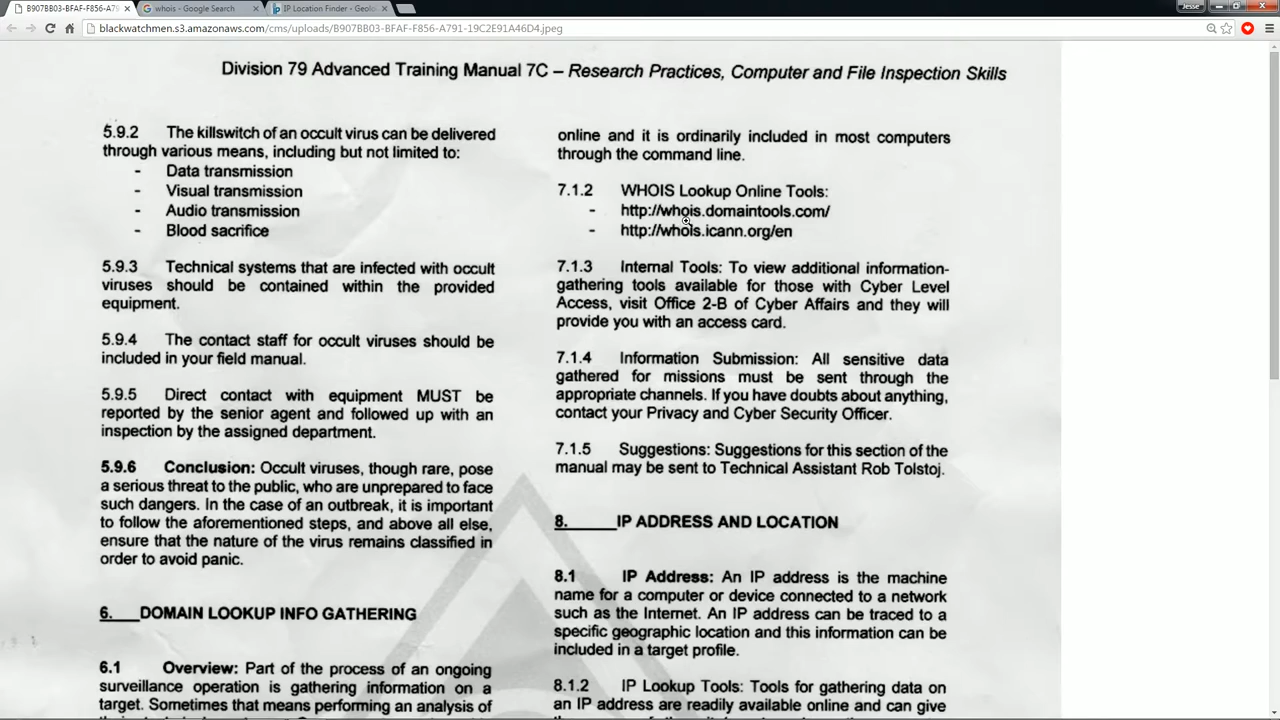 B907BB03-BFAF-F856-A791
whois - Google Search
IP Location Finder - Geolo
Jesse
blackwatchmen.s3.amazonaws.com/cms/uploads/B907BB03-BFAF-F856-A791-19C2E91A46D4.jpeg
Division 79 Advanced Training Manual 7C – Research Practices, Computer and File Inspection Skills
5.9.2 The killswitch of an occult virus can be delivered
through various means, including but not limited to:
- Data transmission
- Visual transmission
- Audio transmission
- Blood sacrifice
5.9.3 Technical systems that are infected with occult
viruses should be contained within the provided
equipment.
5.9.4 The contact staff for occult viruses should be
included in your field manual.
5.9.5 Direct contact with equipment MUST be
reported by the senior agent and followed up with an
inspection by the assigned department.
5.9.6 Conclusion: Occult viruses, though rare, pose
a serious threat to the public, who are unprepared to face
such dangers. In the case of an outbreak, it is important
to follow the aforementioned steps, and above all else,
ensure that the nature of the virus remains classified in
order to avoid panic.
6. DOMAIN LOOKUP INFO GATHERING
6.1 Overview: Part of the process of an ongoing
surveillance operation is gathering information on a
target. Sometimes that means performing an analysis of
online and it is ordinarily included in most computers
through the command line.
7.1.2 WHOIS Lookup Online Tools:
- http://whois.domaintools.com/
- http://whois.icann.org/en
7.1.3 Internal Tools: To view additional information-
gathering tools available for those with Cyber Level
Access, visit Office 2-B of Cyber Affairs and they will
provide you with an access card.
7.1.4 Information Submission: All sensitive data
gathered for missions must be sent through the
appropriate channels. If you have doubts about anything,
contact your Privacy and Cyber Security Officer.
7.1.5 Suggestions: Suggestions for this section of the
manual may be sent to Technical Assistant Rob Tolstoj.
8. IP ADDRESS AND LOCATION
8.1 IP Address: An IP address is the machine
name for a computer or device connected to a network
such as the Internet. An IP address can be traced to a
specific geographic location and this information can be
included in a target profile.
8.1.2 IP Lookup Tools: Tools for gathering data on
an IP address are readily available online and can give